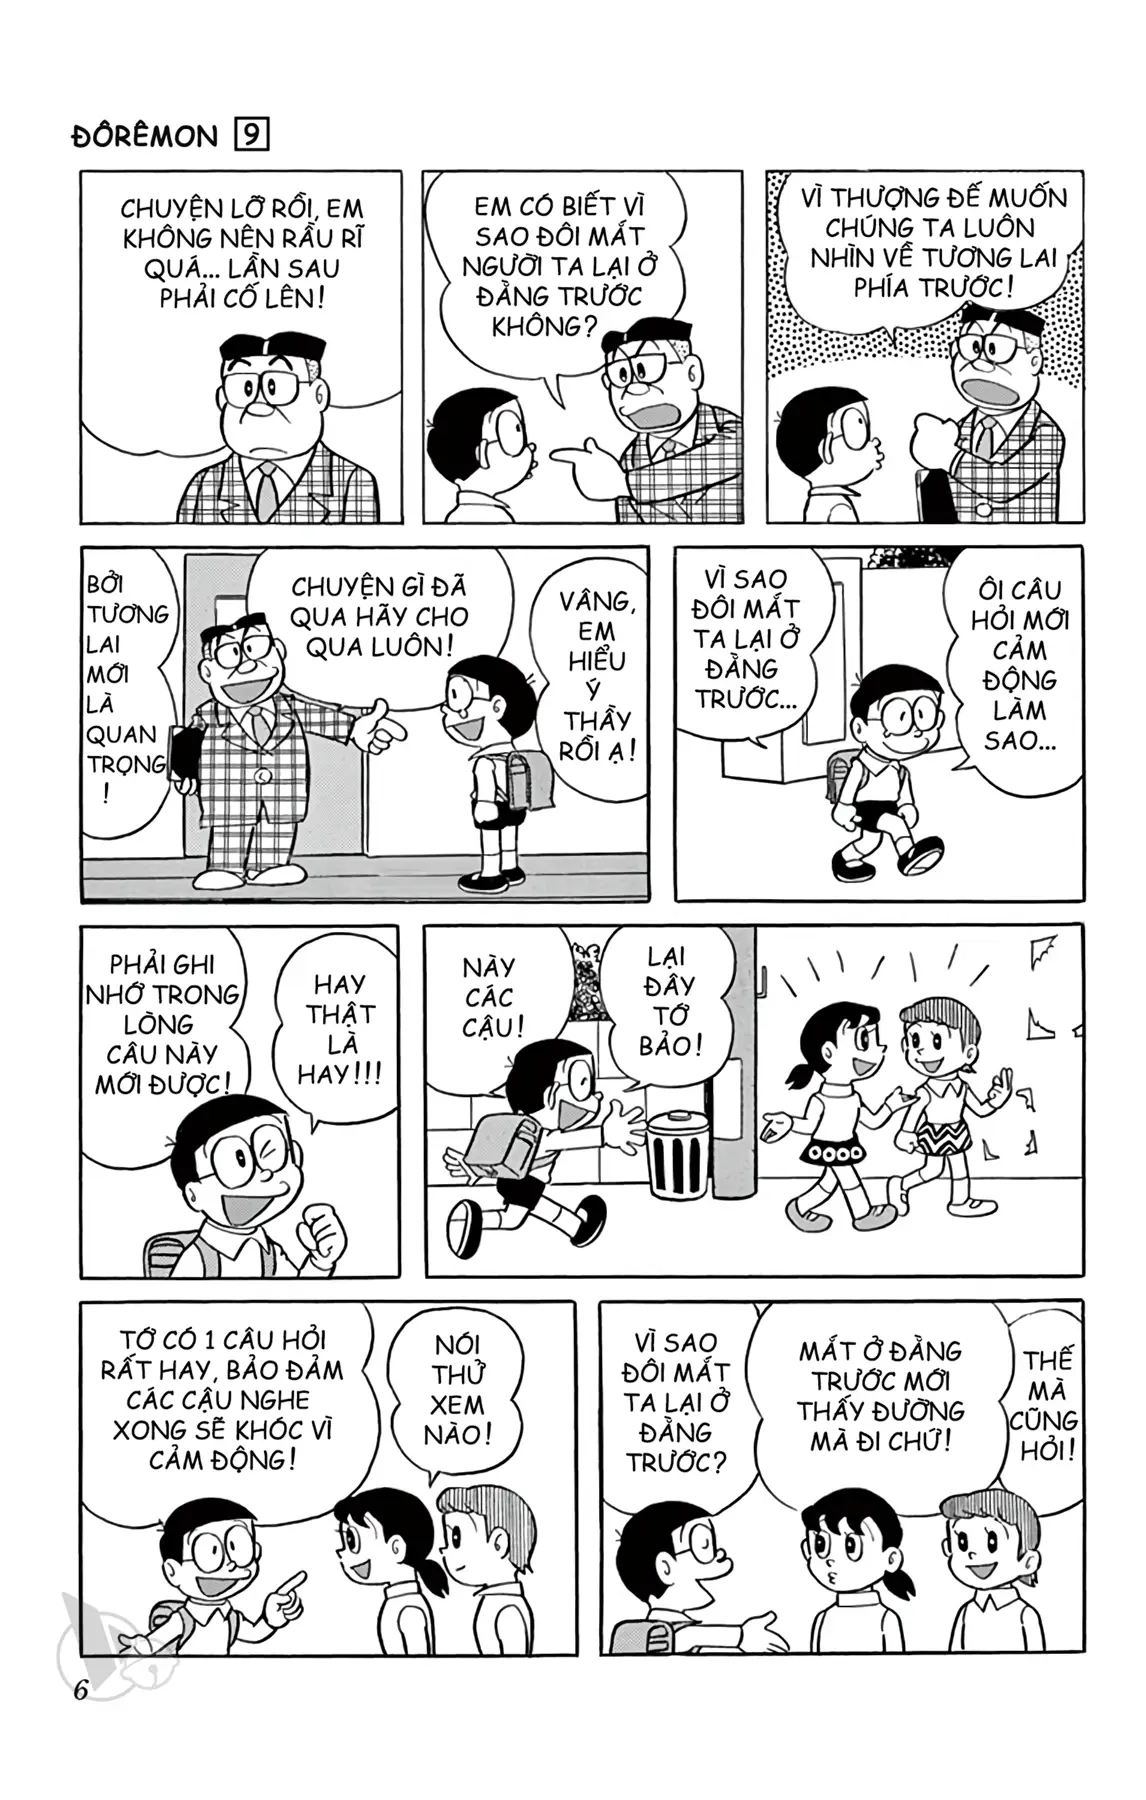 ĐÔRÊMON 9
CHUYỆN LỠ RỒI, EM
KHÔNG NÊN RẦU RĨ
QUÁ... LẦN SAU
PHẢI CỐ LÊN!
EM CÓ BIẾT VÌ
SAO ĐÔI MẮT
NGƯỜI TA LẠI Ở
ĐẰNG TRƯỚC
KHÔNG?
VÌ THƯỢNG ĐẾ MUỐN
CHÚNG TA LUÔN
NHÌN VỀ TƯƠNG LAI
PHÍA TRƯỚC!
BỞI
TƯƠNG
LAI
MỚI
LÀ
QUAN
TRỌNG
!
CHUYỆN GÌ ĐÃ
QUA HÃY CHO
QUA LUÔN!
VÂNG,
EM
HIỂU
Ý
THẦY
RỒI Ạ!
VÌ SAO
ĐÔI MẮT
TA LẠI Ở
ĐẰNG
TRƯỚC...
ÔI CÂU
HỎI MỚI
CẢM
ĐỘNG
LÀM
SAO...
PHẢI GHI
NHỚ TRONG
LÒNG
CÂU NÀY
MỚI ĐƯỢC!
HAY
THẬT
LÀ
HAY!!!
NÀY
CÁC
CẬU!
LẠI
ĐÂY
TỚ
BẢO!
TỚ CÓ 1 CÂU HỎI
RẤT HAY, BẢO ĐẢM
CÁC CẬU NGHE
XONG SẼ KHÓC VÌ
CẢM ĐỘNG!
NÓI
THỬ
XEM
NÀO!
VÌ SAO
ĐÔI MẮT
TA LẠI Ở
ĐẰNG
TRƯỚC?
MẮT Ở ĐẰNG
TRƯỚC MỚI
THẤY ĐƯỜNG
MÀ ĐI CHỨ!
THẾ
MÀ
CŨNG
HỎI!
6